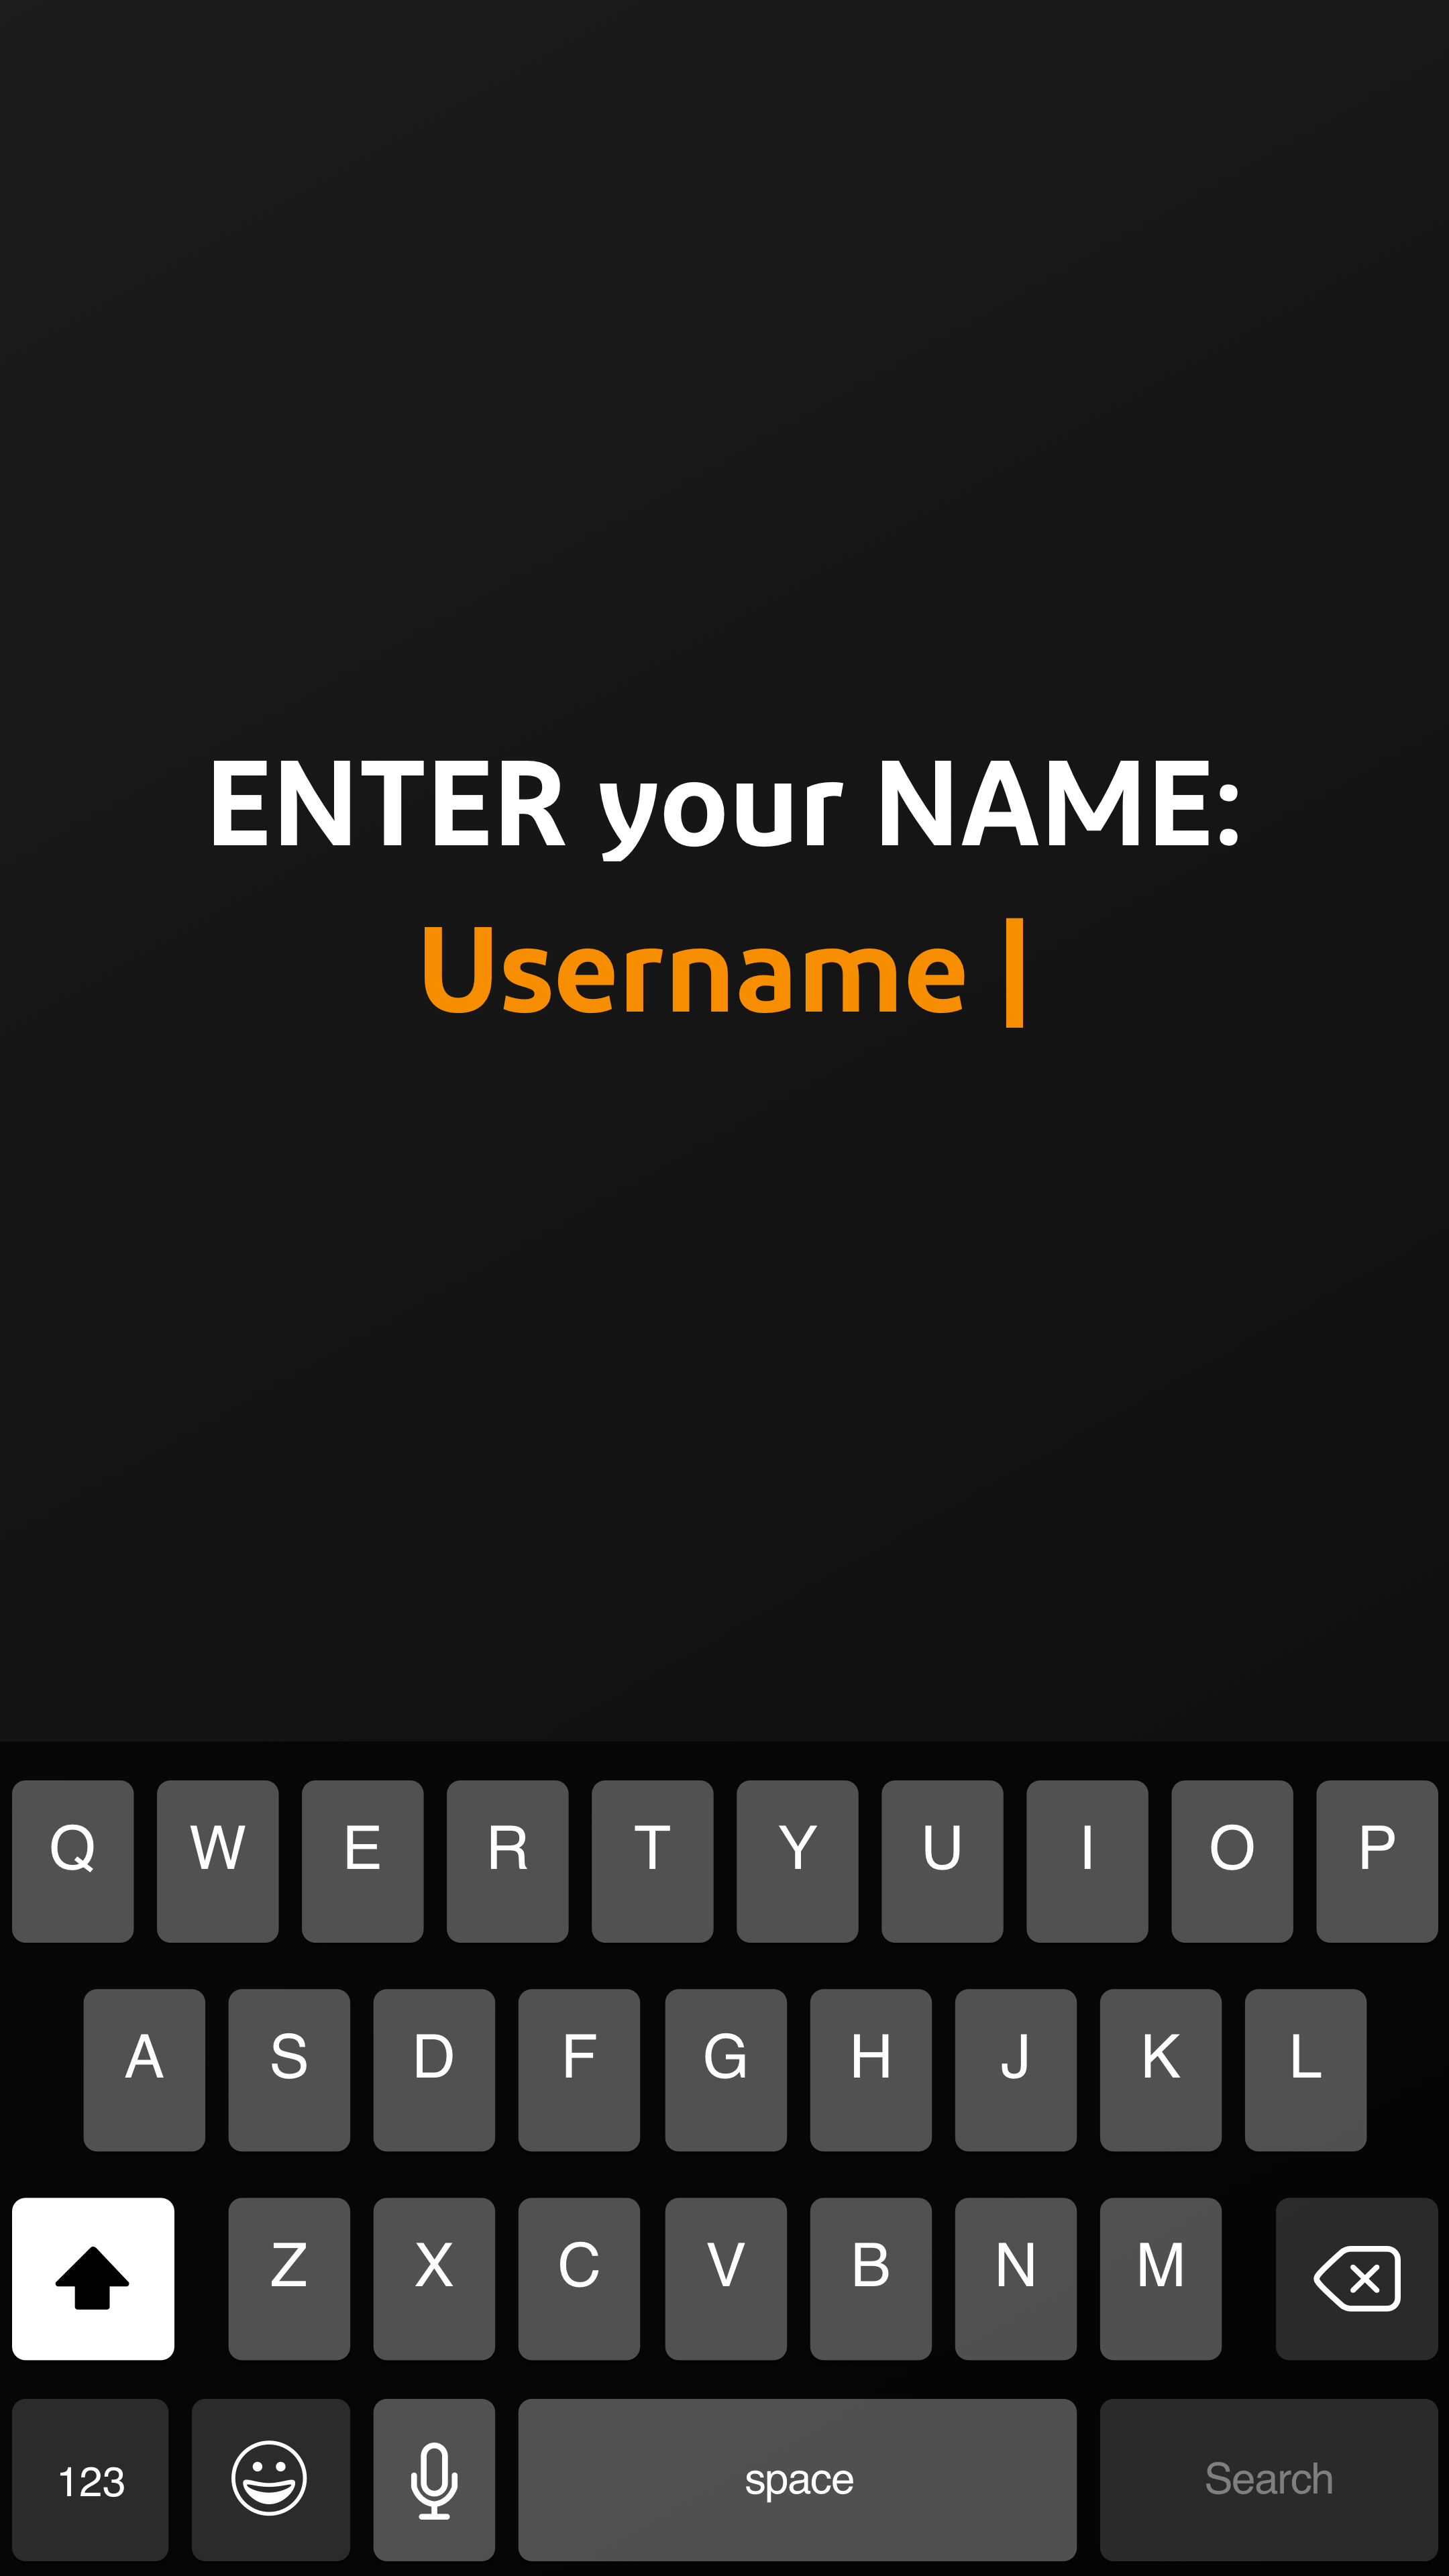 ENTER your NAME:
Username |
Q W E R T Y U I O P
A S D F G H J K L
Z X C V B N M
123 space Search